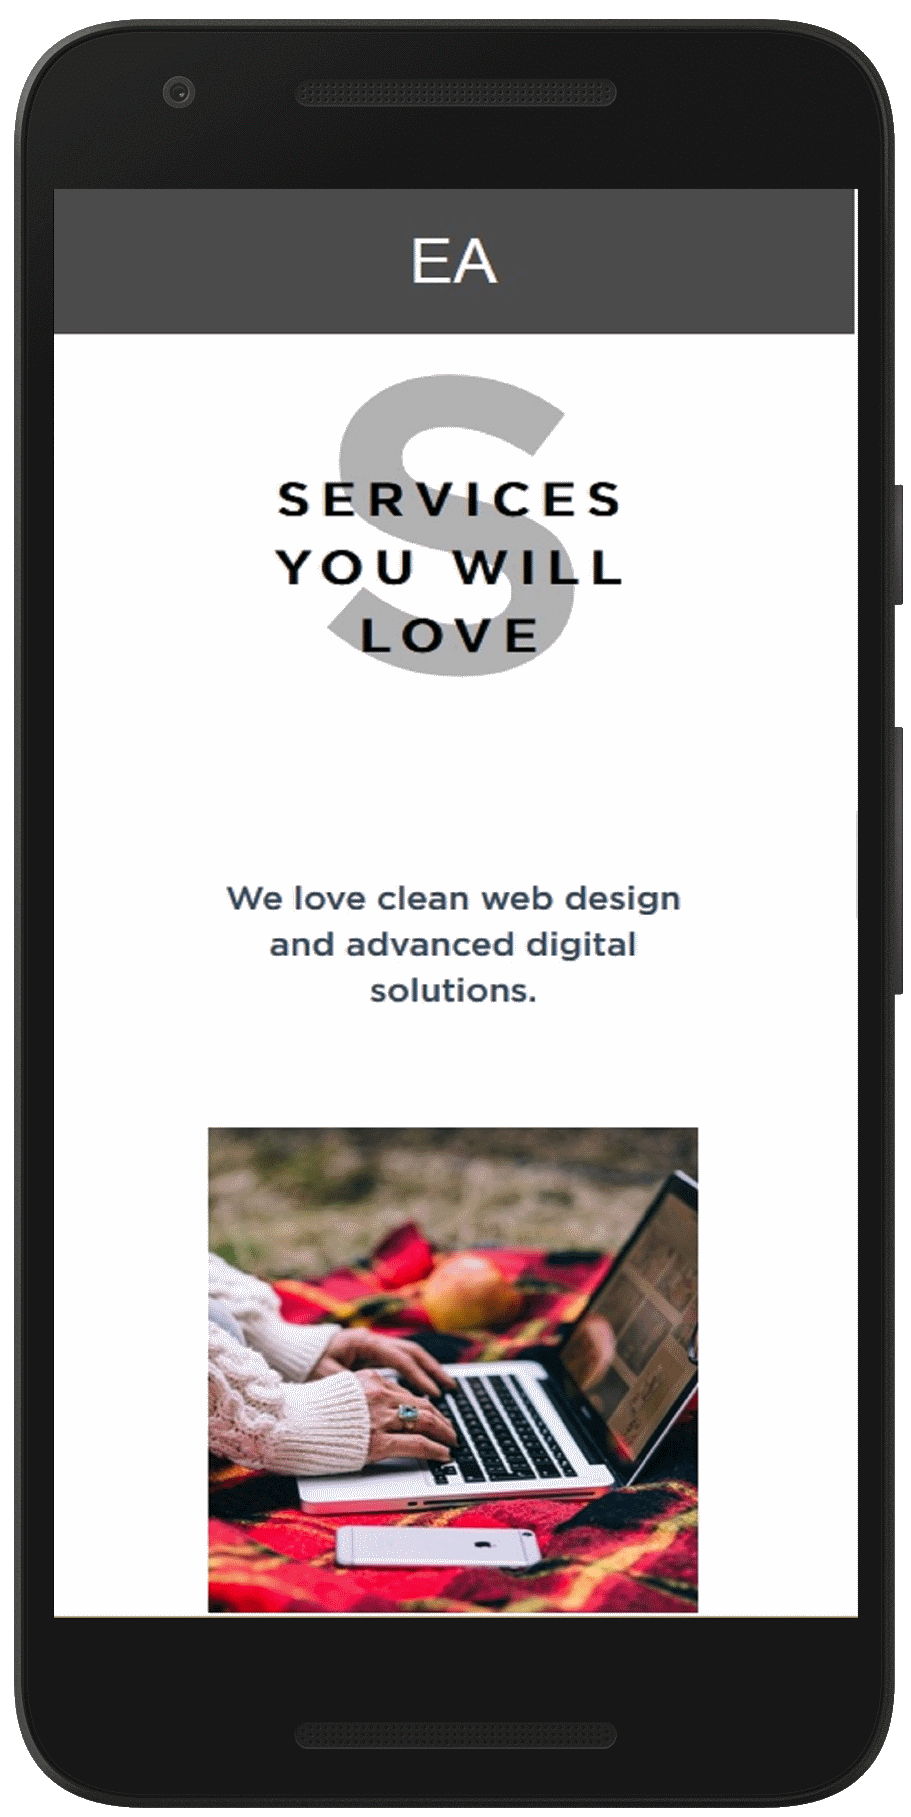 EA
S
SERVICES
YOU WILL
LOVE
We love clean web design
and advanced digital
solutions.